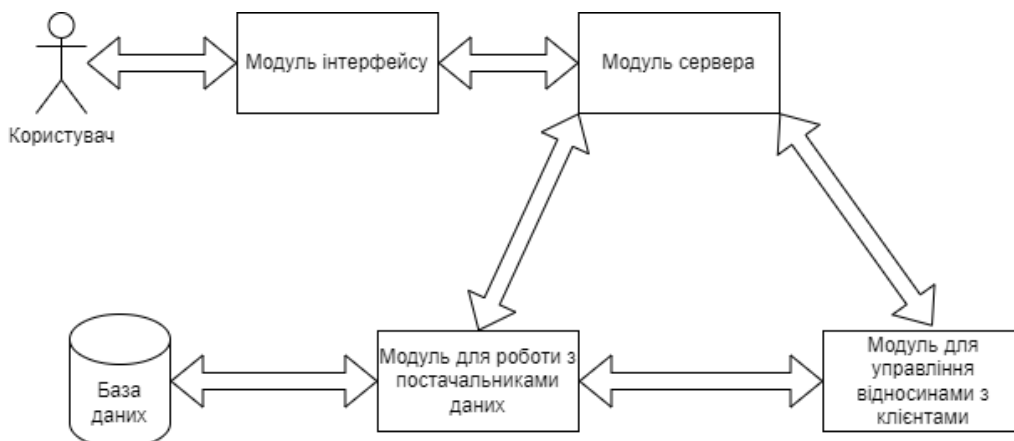 Модуль інтерфейсу
Модуль сервера
Користувач
Модуль для роботи з
постачальниками
даних
Модуль для
управління
відносинами з
клієнтами
База
даних